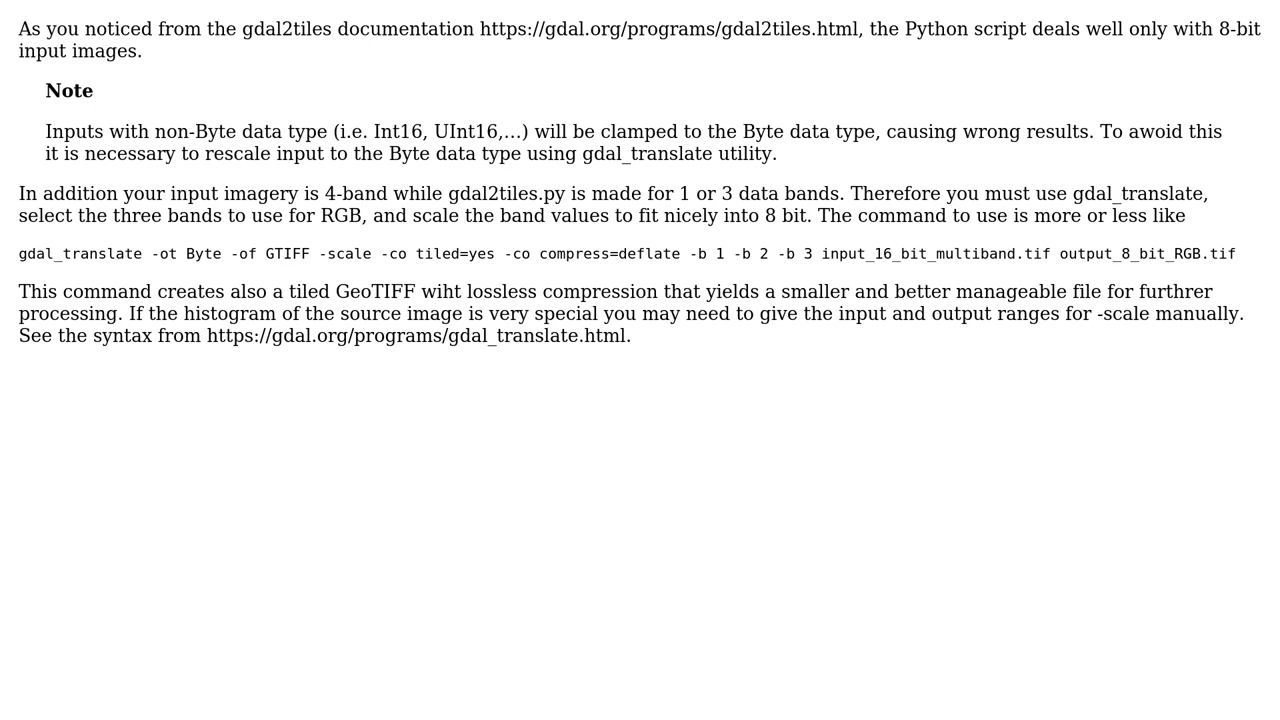 As you noticed from the gdal2tiles documentation https://gdal.org/programs/gdal2tiles.html, the Python script deals well only with 8-bit
input images.
Note
Inputs with non-Byte data type (i.e. Int16, UInt16,...) will be clamped to the Byte data type, causing wrong results. To awoid this
it is necessary to rescale input to the Byte data type using gdal_translate utility.
In addition your input imagery is 4-band while gdal2tiles.py is made for 1 or 3 data bands. Therefore you must use gdal_translate,
select the three bands to use for RGB, and scale the band values to fit nicely into 8 bit. The command to use is more or less like
gdal_translate -ot Byte -of GTIFF -scale -co tiled=yes -co compress=deflate -b 1 -b 2 -b 3 input_16_bit_multiband.tif output_8_bit_RGB.tif
This command creates also a tiled GeoTIFF wiht lossless compression that yields a smaller and better manageable file for furthrer
processing. If the histogram of the source image is very special you may need to give the input and output ranges for -scale manually.
See the syntax from https://gdal.org/programs/gdal_translate.html.